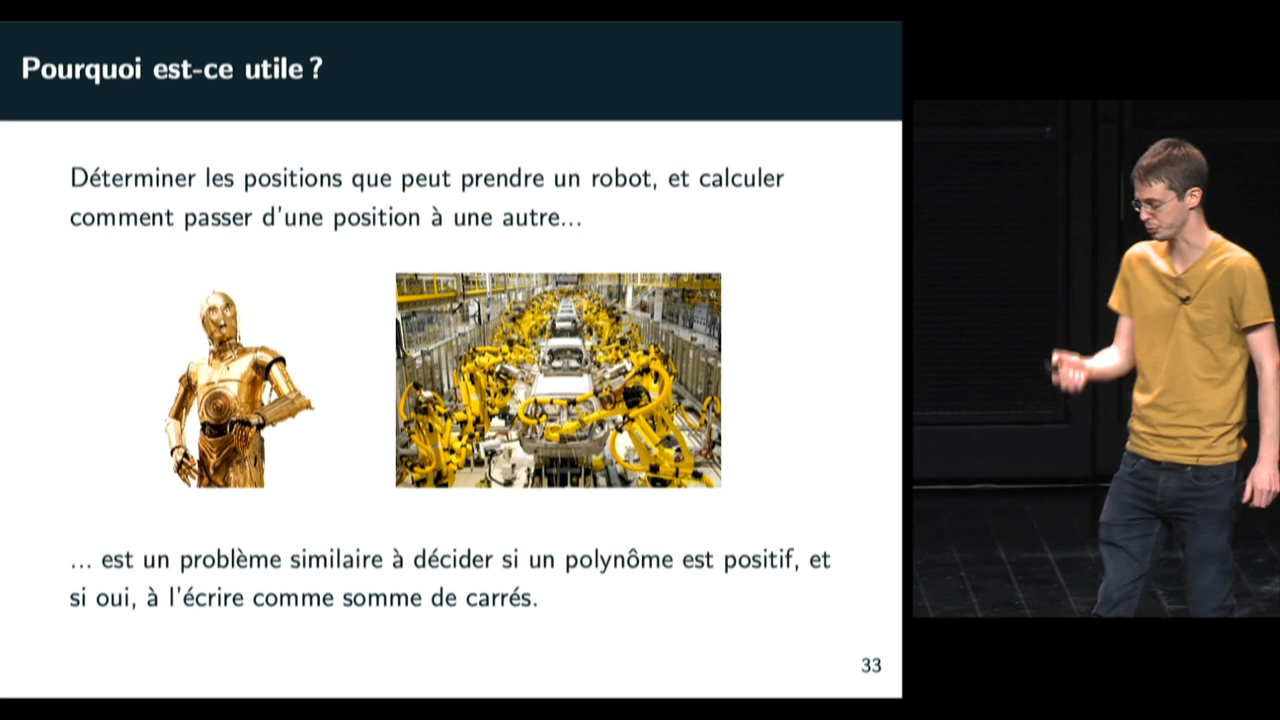 Pourquoi est-ce utile ?
Déterminer les positions que peut prendre un robot, et calculer
comment passer d'une position à une autre...
... est un problème similaire à décider si un polynôme est positif, et
si oui, à l'écrire comme somme de carrés.
33